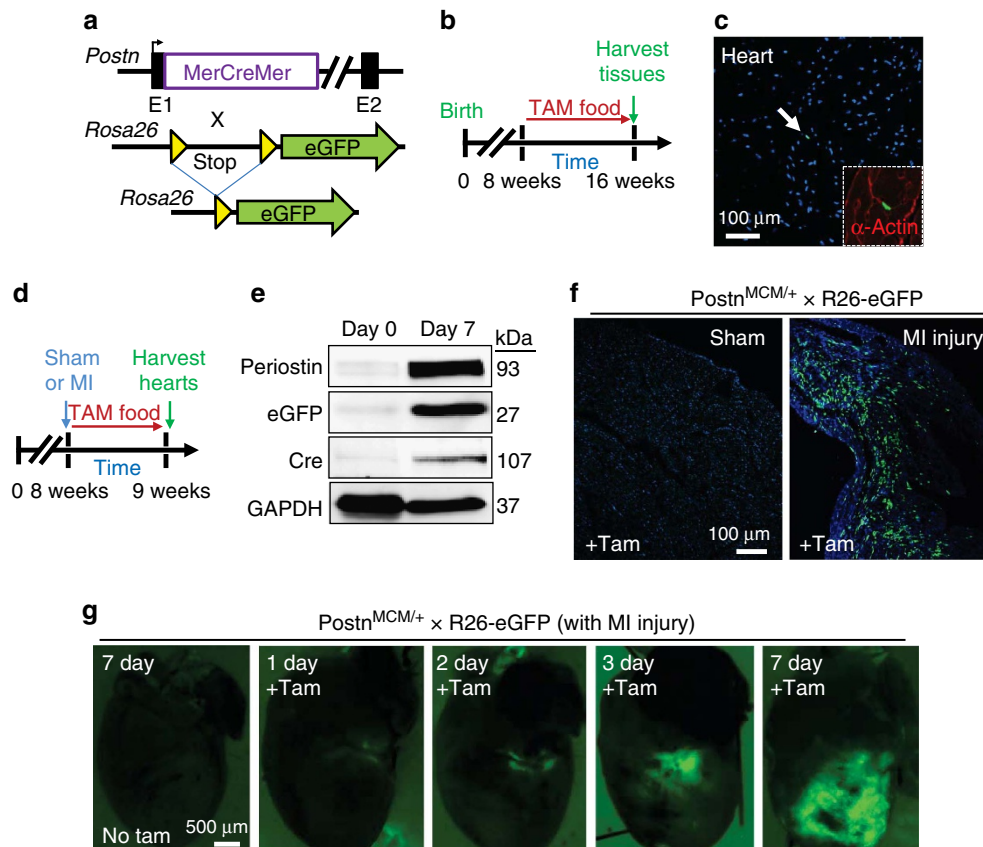 a
Postn
MerCreMer
E1
E2
X
Rosa26
Stop
eGFP
Rosa26
eGFP
b
Harvest
tissues
Birth
TAM food
Time
0 8 weeks 16 weeks
c
Heart
100 μm
α-Actin
d
Sham
or MI
Harvest
hearts
TAM food
Time
0 8 weeks 9 weeks
e
Day 0 Day 7 kDa
Periostin 93
eGFP 27
Cre 107
GAPDH 37
f
Postn^MCM/+ × R26-eGFP
Sham
+Tam
100 μm
MI injury
+Tam
g
Postn^MCM/+ × R26-eGFP (with MI injury)
7 day
No tam
500 μm
1 day
+Tam
2 day
+Tam
3 day
+Tam
7 day
+Tam